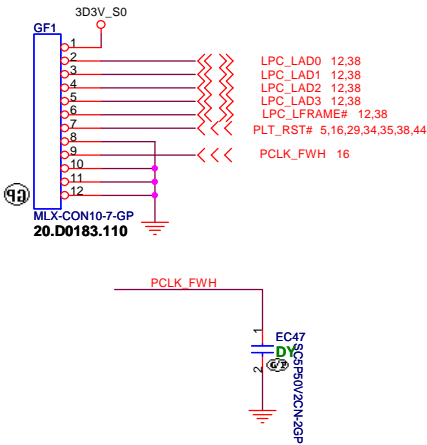 3D3V_S0
GF1
1
2
LPC_LAD0 12,38
3
LPC_LAD1 12,38
4
LPC_LAD2 12,38
5
LPC_LAD3 12,38
6
LPC_LFRAME# 12,38
7
PLT_RST# 5,16,29,34,35,38,44
8
9
PCLK_FWH 16
10
11
12
MLX-CON10-7-GP
20.D0183.110
PCLK_FWH
1
EC47
DY
SC5P50V2CN-2GP
2